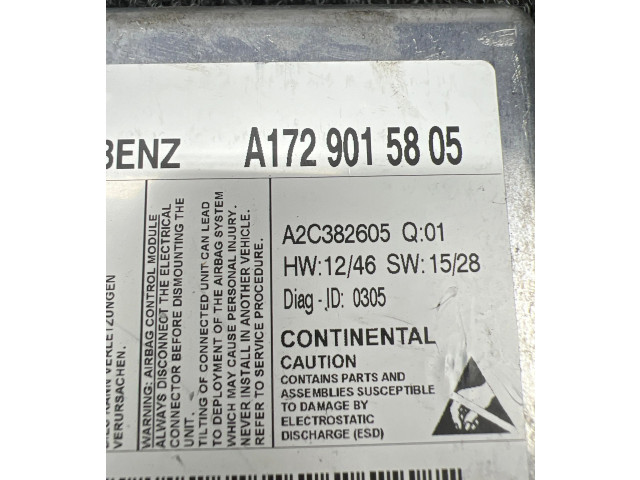 BENZ
A172 901 58 05
A2C382605 Q:01
HW:12/46 SW:15/28
Diag-ID: 0305
CONTINENTAL
CAUTION
CONTAINS PARTS AND
ASSEMBLIES SUSCEPTIBLE
TO DAMAGE BY
ELECTROSTATIC
DISCHARGE (ESD)
WARNING: AIRBAG CONTROL MODULE
ALWAYS DISCONNECT THE ELECTRICAL
CONNECTOR BEFORE DISMOUNTING THE
UNIT.
TILTING OF CONNECTED UNIT CAN LEAD
TO DEPLOYMENT OF THE AIRBAG SYSTEM
WHICH MAY CAUSE PERSONAL INJURY.
NEVER INSTALL IN ANOTHER VEHICLE.
REFER TO SERVICE PROCEDURE.
KANN VERLETZUNGEN
VERURSACHEN.